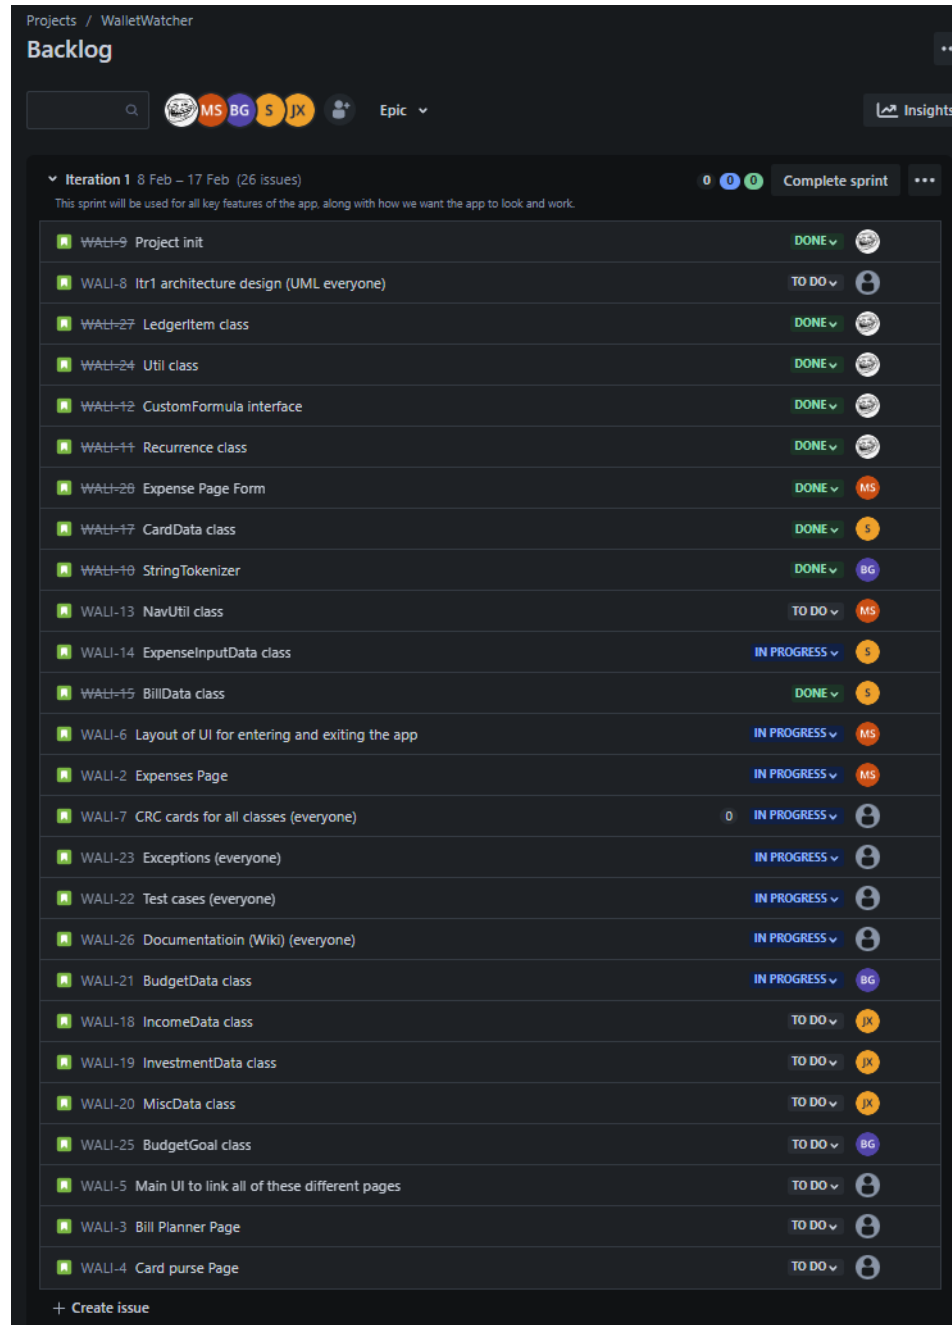 Projects / WalletWatcher
Backlog
MS BG S JX Epic
Insights
Iteration 1 8 Feb – 17 Feb (26 issues) 0 0 0 Complete sprint
This sprint will be used for all key features of the app, along with how we want the app to look and work.
WALI-9 Project init DONE
WALI-8 Itr1 architecture design (UML everyone) TO DO
WALI-27 LedgerItem class DONE
WALI-24 Util class DONE
WALI-12 CustomFormula interface DONE
WALI-11 Recurrence class DONE
WALI-28 Expense Page Form DONE MS
WALI-17 CardData class DONE S
WALI-10 StringTokenizer DONE BG
WALI-13 NavUtil class TO DO MS
WALI-14 ExpenseInputData class IN PROGRESS S
WALI-15 BillData class DONE S
WALI-6 Layout of UI for entering and exiting the app IN PROGRESS MS
WALI-2 Expenses Page IN PROGRESS MS
WALI-7 CRC cards for all classes (everyone) 0 IN PROGRESS
WALI-23 Exceptions (everyone) IN PROGRESS
WALI-22 Test cases (everyone) IN PROGRESS
WALI-26 Documentatioin (Wiki) (everyone) IN PROGRESS
WALI-21 BudgetData class IN PROGRESS BG
WALI-18 IncomeData class TO DO JX
WALI-19 InvestmentData class TO DO JX
WALI-20 MiscData class TO DO JX
WALI-25 BudgetGoal class TO DO BG
WALI-5 Main UI to link all of these different pages TO DO
WALI-3 Bill Planner Page TO DO
WALI-4 Card purse Page TO DO
+ Create issue